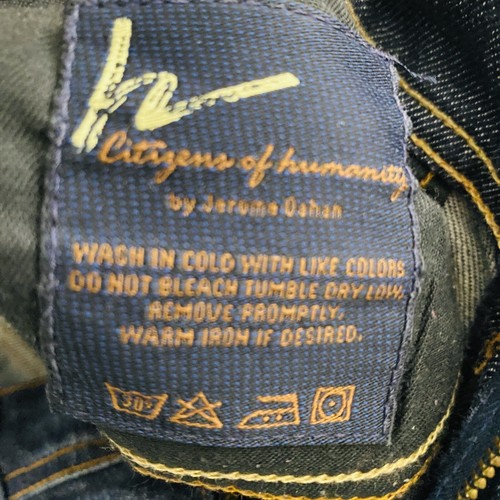 h
Citizens of humanity
by Jerome Dahan
WASH IN COLD WITH LIKE COLORS
DO NOT BLEACH TUMBLE DRY LOW.
REMOVE PROMPTLY.
WARM IRON IF DESIRED.
30°